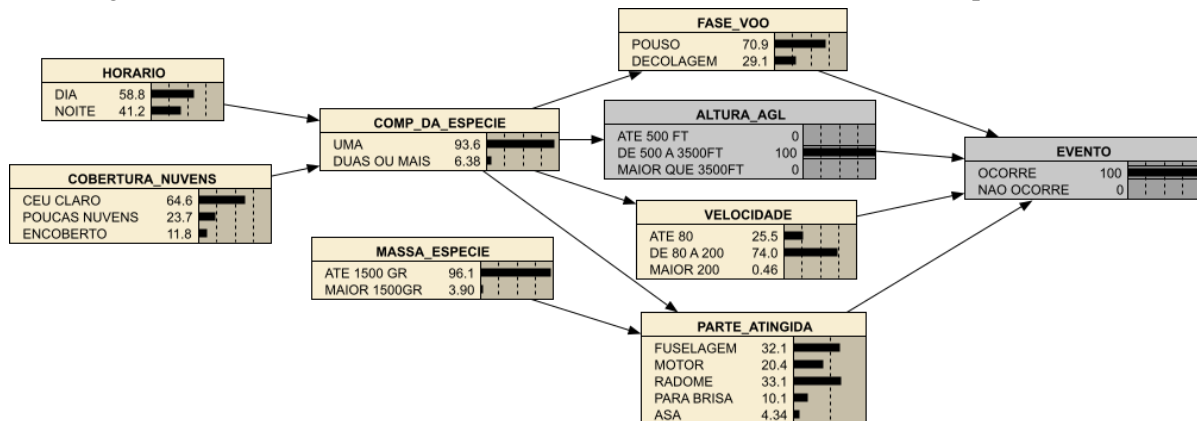 FASE_VOO
POUSO 70.9
DECOLAGEM 29.1
HORARIO
DIA 58.8
NOITE 41.2
COMP_DA_ESPECIE
UMA 93.6
DUAS OU MAIS 6.38
ALTURA_AGL
ATE 500 FT 0
DE 500 A 3500FT 100
MAIOR QUE 3500FT 0
EVENTO
OCORRE 100
NAO OCORRE 0
COBERTURA_NUVENS
CEU CLARO 64.6
POUCAS NUVENS 23.7
ENCOBERTO 11.8
VELOCIDADE
ATE 80 25.5
DE 80 A 200 74.0
MAIOR 200 0.46
MASSA_ESPECIE
ATE 1500 GR 96.1
MAIOR 1500GR 3.90
PARTE_ATINGIDA
FUSELAGEM 32.1
MOTOR 20.4
RADOME 33.1
PARA BRISA 10.1
ASA 4.34